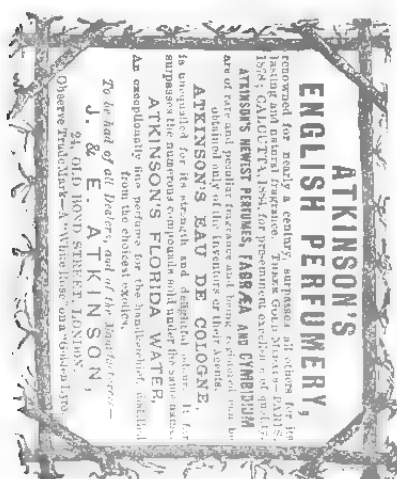 ATKINSON'S
ENGLISH PERFUMERY,
renowned for nearly a century, surpasses all others for its
lasting and natural fragrance. THREE GOLD MEDALS—PARIS,
1878; CALCUTTA, 1884, for pre-eminent excellence of quality.
ATKINSON'S NEWEST PERFUMES, FAGRÆA AND CYMBIDIUM
are of rare and peculiar fragrance and being registered can be
obtained only of the Inventors or their Agents.
ATKINSON'S EAU DE COLOGNE,
is unequalled for its strength and delightful odour. It far
surpasses the numerous compounds sold under the same name.
ATKINSON'S FLORIDA WATER,
An exceptionally fine perfume for the handkerchief, distilled
from the choicest exotics.
To be had of all Dealers, and of the Manufacturers—
J. & E. ATKINSON,
24, OLD BOND STREET, LONDON.
Observe Trade Mark—A "White Rose" on a "Golden Lyre.